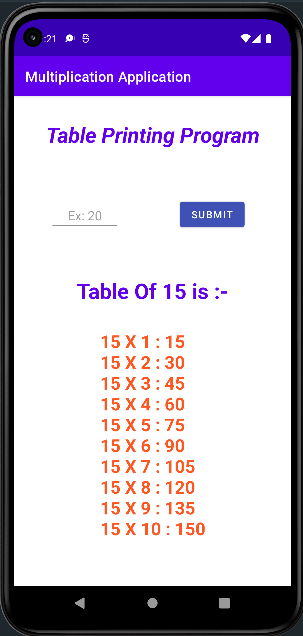 :21
Multiplication Application
Table Printing Program
Ex: 20
SUBMIT
Table Of 15 is :-
15 X 1 : 15
15 X 2 : 30
15 X 3 : 45
15 X 4 : 60
15 X 5 : 75
15 X 6 : 90
15 X 7 : 105
15 X 8 : 120
15 X 9 : 135
15 X 10 : 150